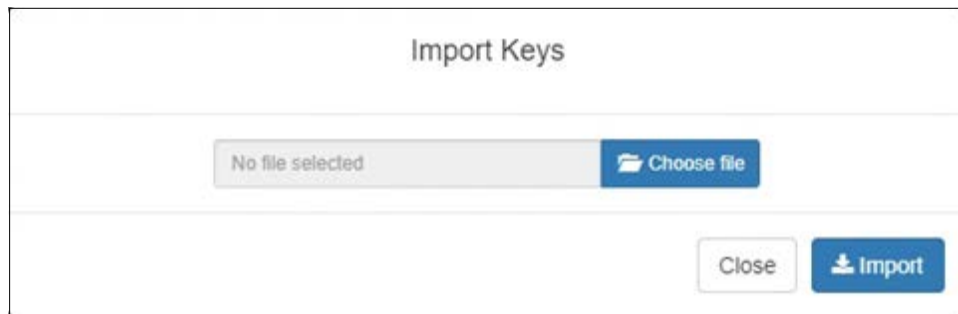 Import Keys
No file selected
Choose file
Close
Import